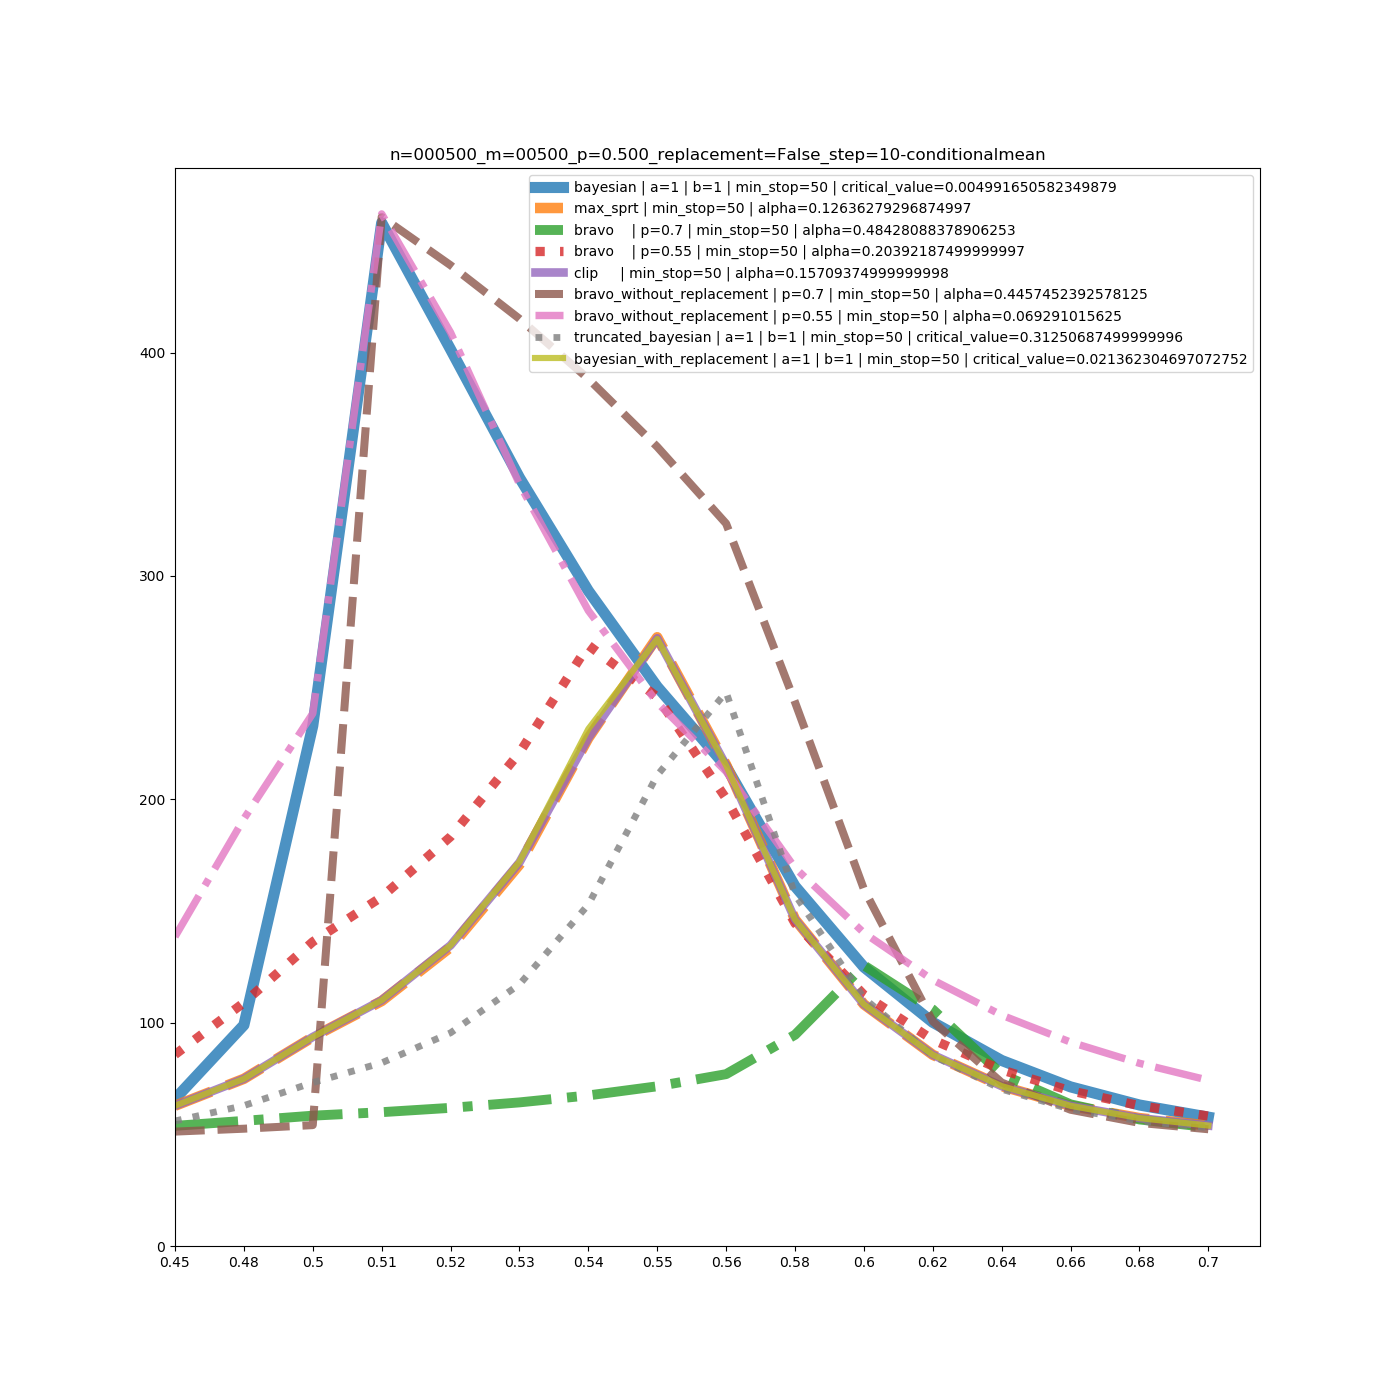 n=000500_m=00500_p=0.500_replacement=False_step=10-conditionalmean
bayesian | a=1 | b=1 | min_stop=50 | critical_value=0.004991650582349879
max_sprt | min_stop=50 | alpha=0.12636279296874997
bravo    | p=0.7 | min_stop=50 | alpha=0.48428088378906253
bravo    | p=0.55 | min_stop=50 | alpha=0.20392187499999997
clip     | min_stop=50 | alpha=0.15709374999999998
bravo_without_replacement | p=0.7 | min_stop=50 | alpha=0.4457452392578125
bravo_without_replacement | p=0.55 | min_stop=50 | alpha=0.069291015625
truncated_bayesian | a=1 | b=1 | min_stop=50 | critical_value=0.31250687499999996
bayesian_with_replacement | a=1 | b=1 | min_stop=50 | critical_value=0.021362304697072752
400
300
200
100
0
0.45 0.48 0.5 0.51 0.52 0.53 0.54 0.55 0.56 0.58 0.6 0.62 0.64 0.66 0.68 0.7